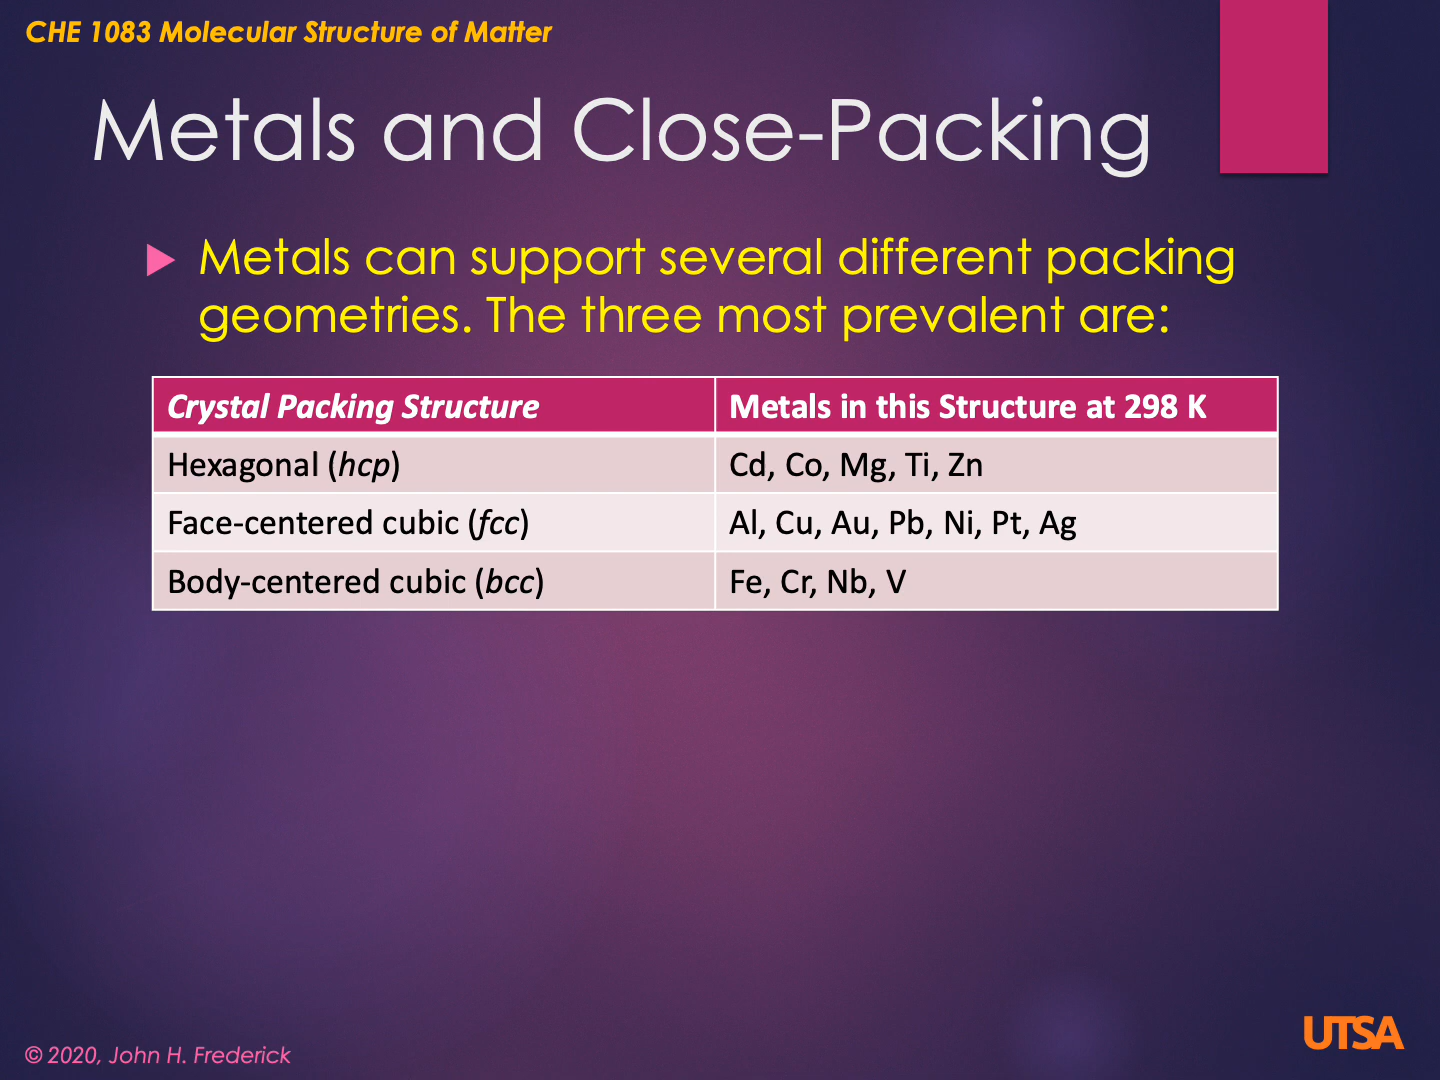 CHE 1083 Molecular Structure of Matter
Metals and Close-Packing
Metals can support several different packing
geometries. The three most prevalent are:
Crystal Packing Structure Metals in this Structure at 298 K
Hexagonal (hcp) Cd, Co, Mg, Ti, Zn
Face-centered cubic (fcc) Al, Cu, Au, Pb, Ni, Pt, Ag
Body-centered cubic (bcc) Fe, Cr, Nb, V
© 2020, John H. Frederick
UTSA